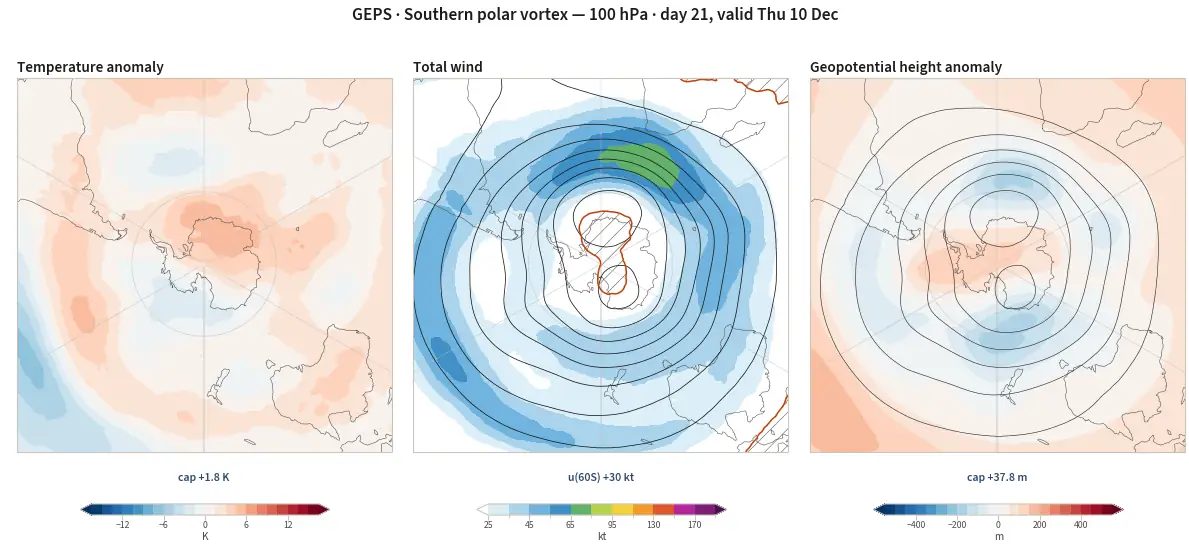 GEPS · Southern polar vortex — 100 hPa · day 21, valid Thu 10 Dec
Temperature anomaly
Total wind
Geopotential height anomaly
cap +1.8 K
u(60S) +30 kt
cap +37.8 m
−12 −6 0 6 12
K
25 45 65 95 130 170
kt
−400 −200 0 200 400
m